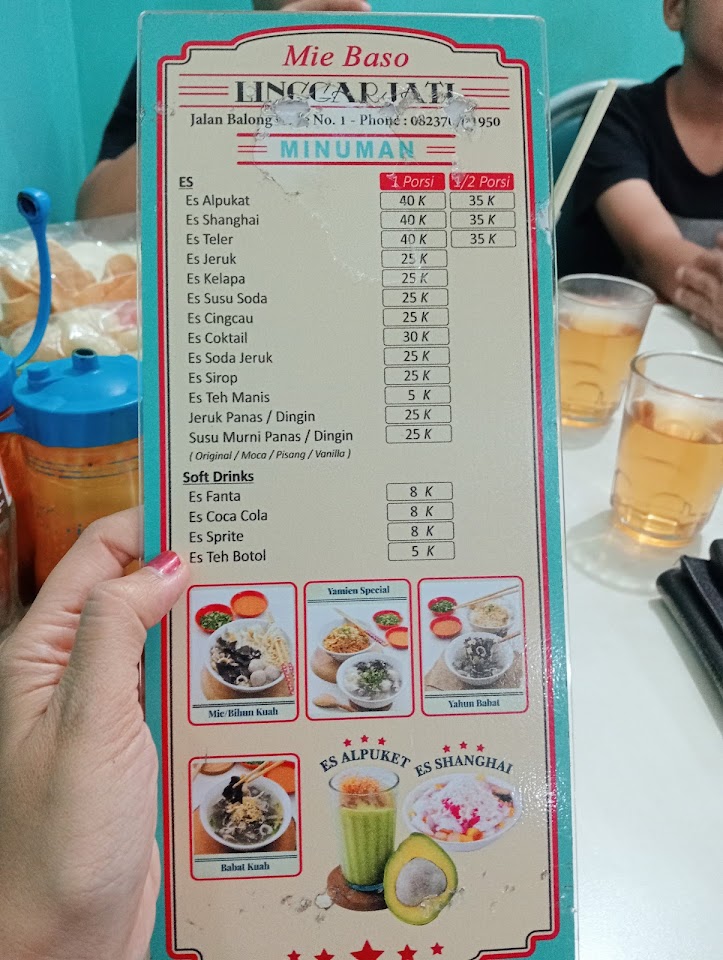 Mie Baso
LINGGARJATI
Jalan Balong No. 1 - Phone : 950
MINUMAN
ES 1 Porsi 1/2 Porsi
Es Alpukat 40 K 35 K
Es Shanghai 40 K 35 K
Es Teler 40 K 35 K
Es Jeruk 25 K
Es Kelapa 25 K
Es Susu Soda 25 K
Es Cingcau 25 K
Es Coktail 30 K
Es Soda Jeruk 25 K
Es Sirop 25 K
Es Teh Manis 5 K
Jeruk Panas / Dingin 25 K
Susu Murni Panas / Dingin 25 K
( Original / Moca / Pisang / Vanilla )
Soft Drinks
Es Fanta 8 K
Es Coca Cola 8 K
Es Sprite 8 K
Es Teh Botol 5 K
Mie/Bihun Kuah
Yamien Special
Yahun Babat
Babat Kuah
ES ALPUKET
ES SHANGHAI